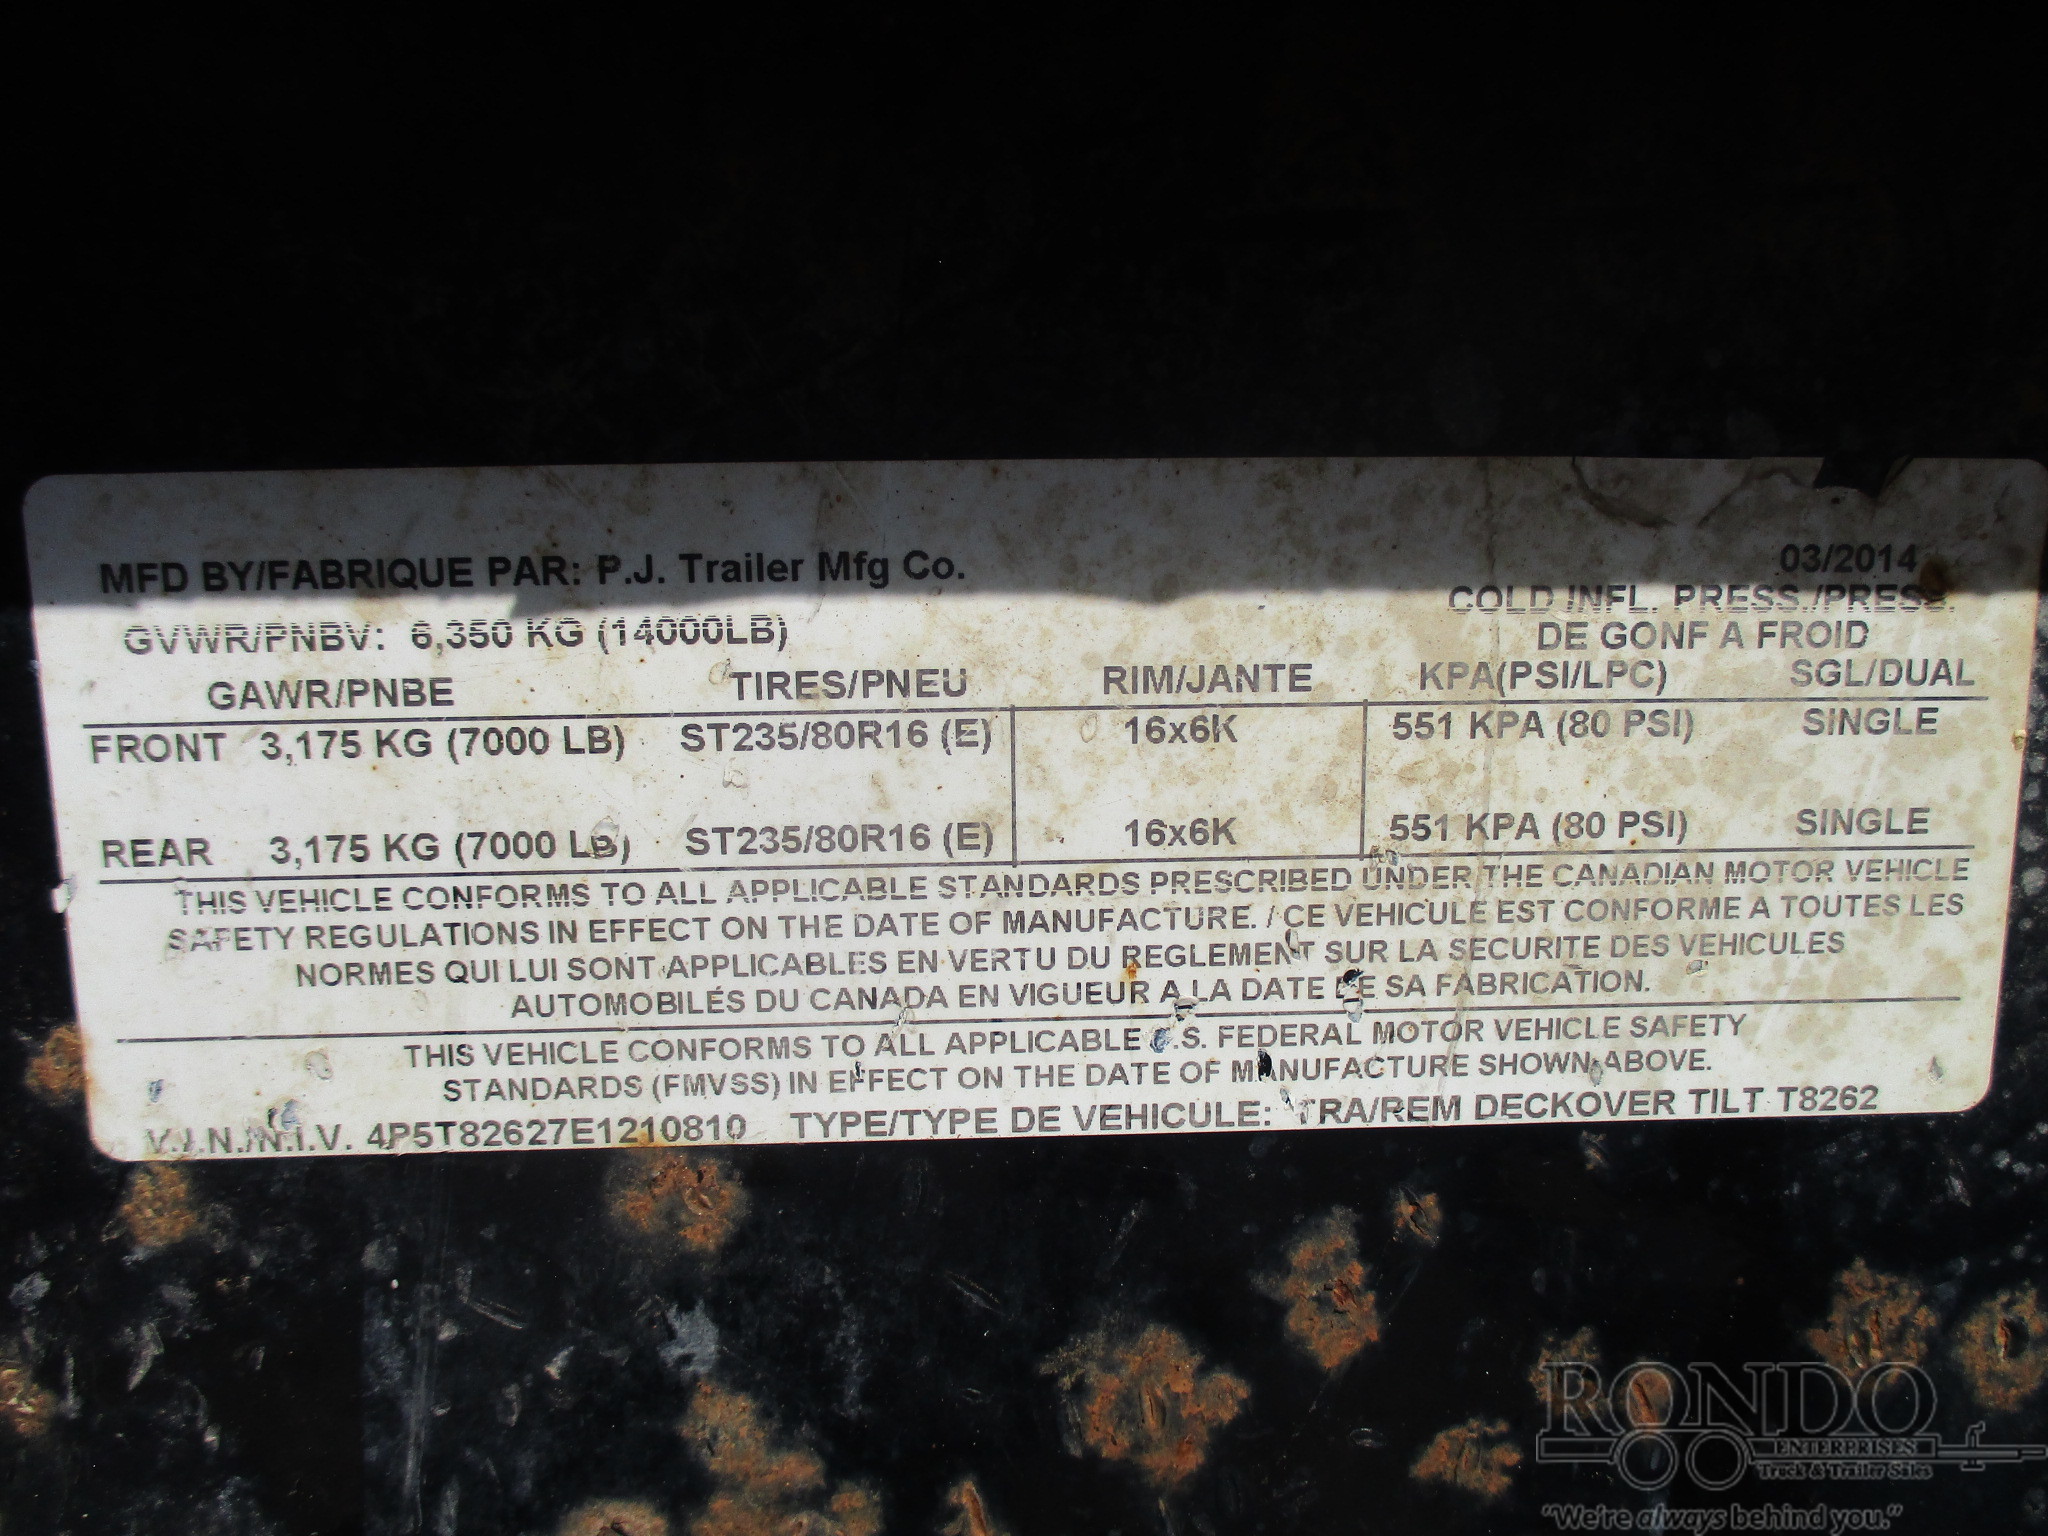 MFD BY/FABRIQUE PAR: P.J. Trailer Mfg Co. 03/2014
GVWR/PNBV: 6,350 KG (14000LB) COLD INFL. PRESS./PRESS.
DE GONF A FROID
GAWR/PNBE TIRES/PNEU RIM/JANTE KPA(PSI/LPC) SGL/DUAL
FRONT 3,175 KG (7000 LB) ST235/80R16 (E) 16x6K 551 KPA (80 PSI) SINGLE
REAR 3,175 KG (7000 LB) ST235/80R16 (E) 16x6K 551 KPA (80 PSI) SINGLE
THIS VEHICLE CONFORMS TO ALL APPLICABLE STANDARDS PRESCRIBED UNDER THE CANADIAN MOTOR VEHICLE
SAFETY REGULATIONS IN EFFECT ON THE DATE OF MANUFACTURE. / CE VEHICULE EST CONFORME A TOUTES LES
NORMES QUI LUI SONT APPLICABLES EN VERTU DU REGLEMENT SUR LA SECURITE DES VEHICULES
AUTOMOBILÉS DU CANADA EN VIGUEUR A LA DATE DE SA FABRICATION.
THIS VEHICLE CONFORMS TO ALL APPLICABLE U.S. FEDERAL MOTOR VEHICLE SAFETY
STANDARDS (FMVSS) IN EFFECT ON THE DATE OF MANUFACTURE SHOWN ABOVE.
V.I.N./N.I.V. 4P5T82627E1210810 TYPE/TYPE DE VEHICULE: TRA/REM DECKOVER TILT T8262
RONDO
ENTERPRISES
Truck & Trailer Sales
"We're always behind you."